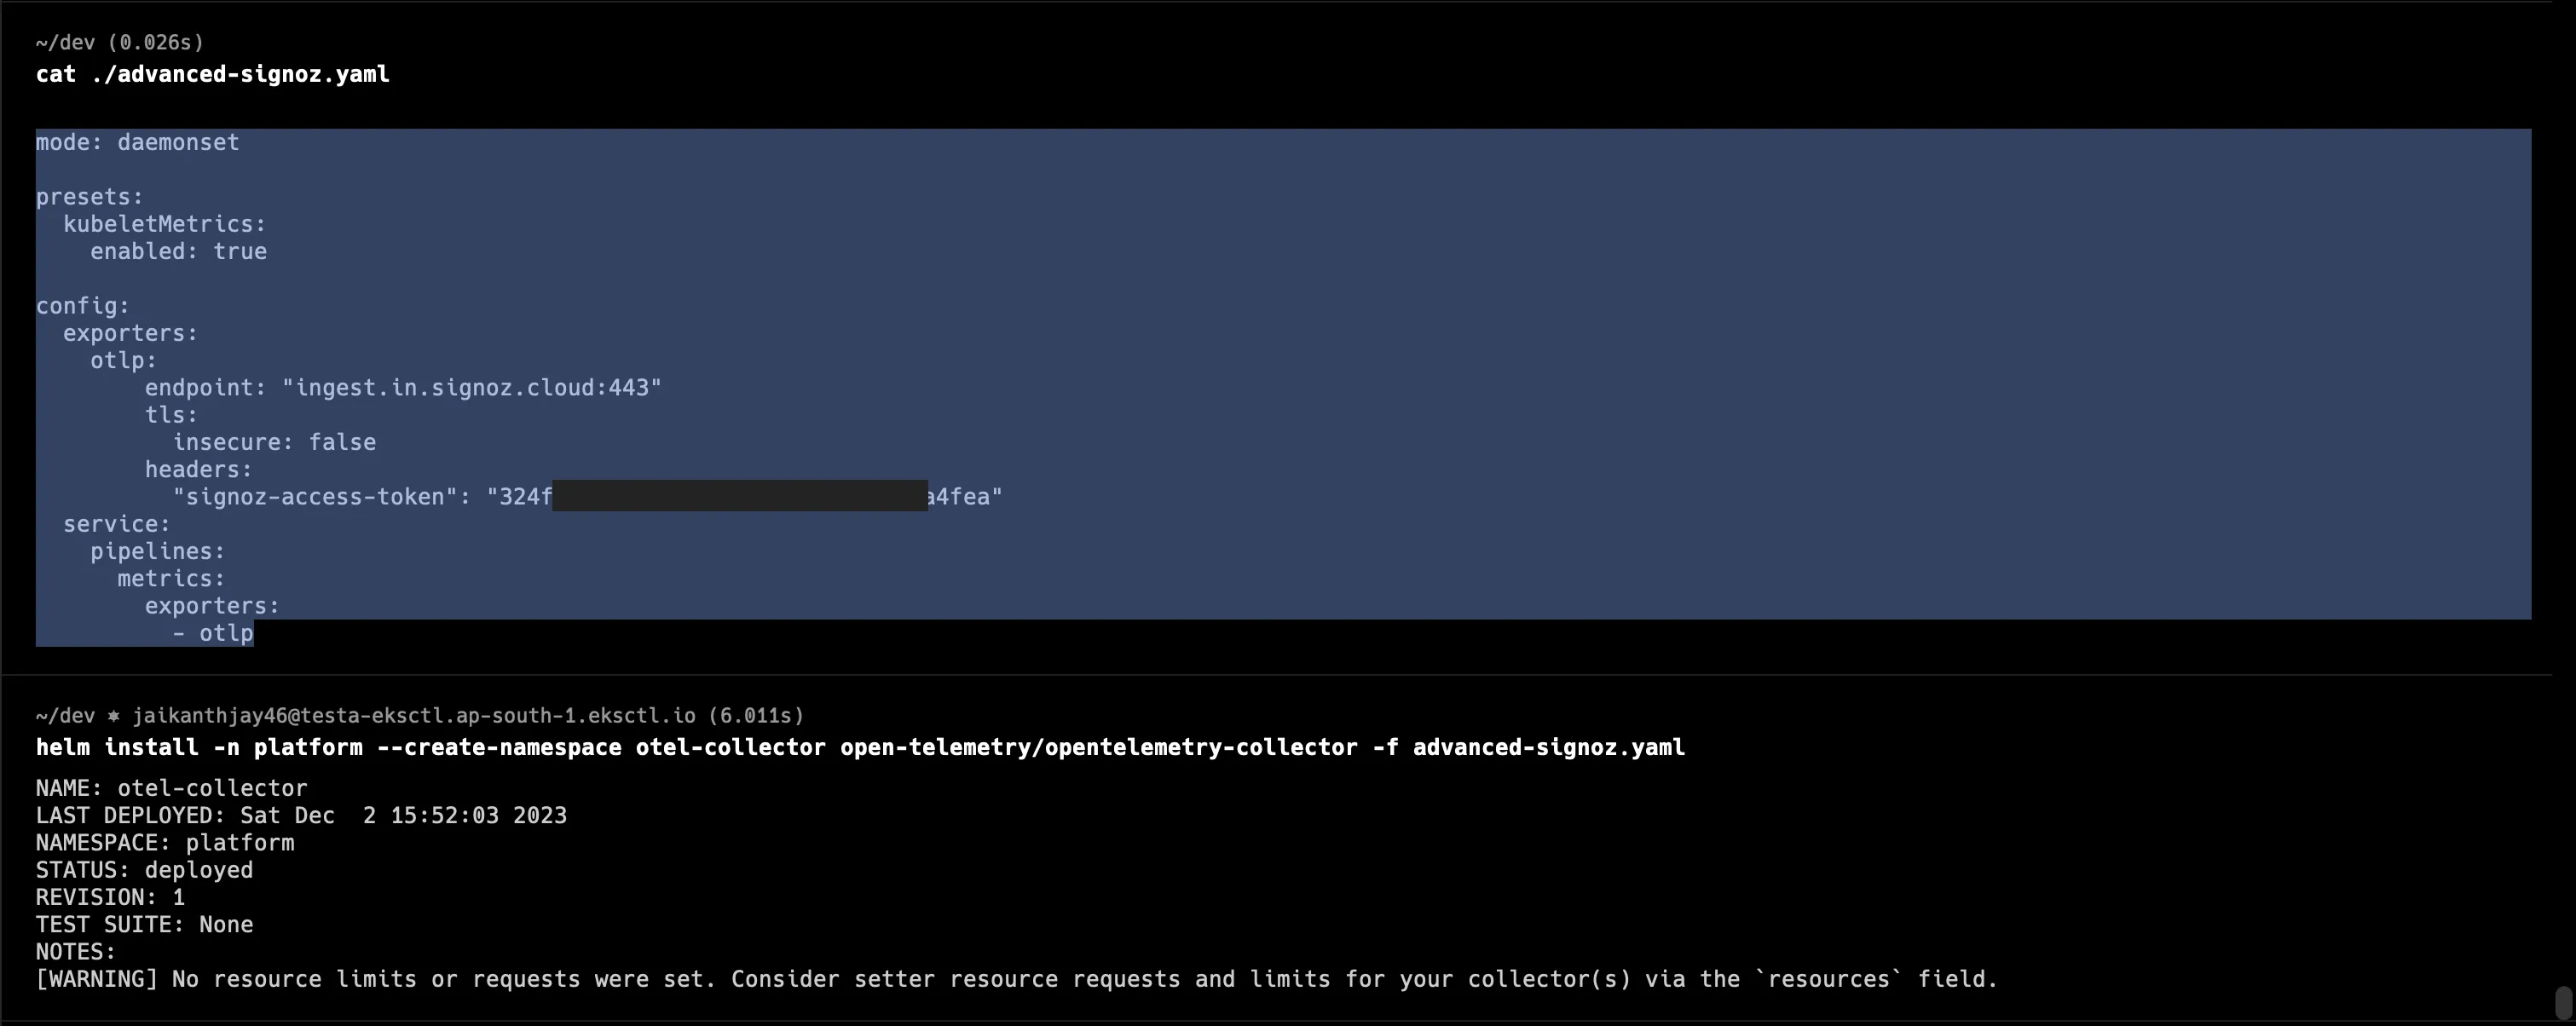 ~/dev (0.026s)
cat ./advanced-signoz.yaml
mode: daemonset
presets:
  kubeletMetrics:
    enabled: true
config:
  exporters:
    otlp:
        endpoint: "ingest.in.signoz.cloud:443"
        tls:
          insecure: false
        headers:
          "signoz-access-token": "324f a4fea"
  service:
    pipelines:
      metrics:
        exporters:
          - otlp
~/dev ✱ jaikanthjay46@testa-eksctl.ap-south-1.eksctl.io (6.011s)
helm install -n platform --create-namespace otel-collector open-telemetry/opentelemetry-collector -f advanced-signoz.yaml
NAME: otel-collector
LAST DEPLOYED: Sat Dec  2 15:52:03 2023
NAMESPACE: platform
STATUS: deployed
REVISION: 1
TEST SUITE: None
NOTES:
[WARNING] No resource limits or requests were set. Consider setter resource requests and limits for your collector(s) via the `resources` field.